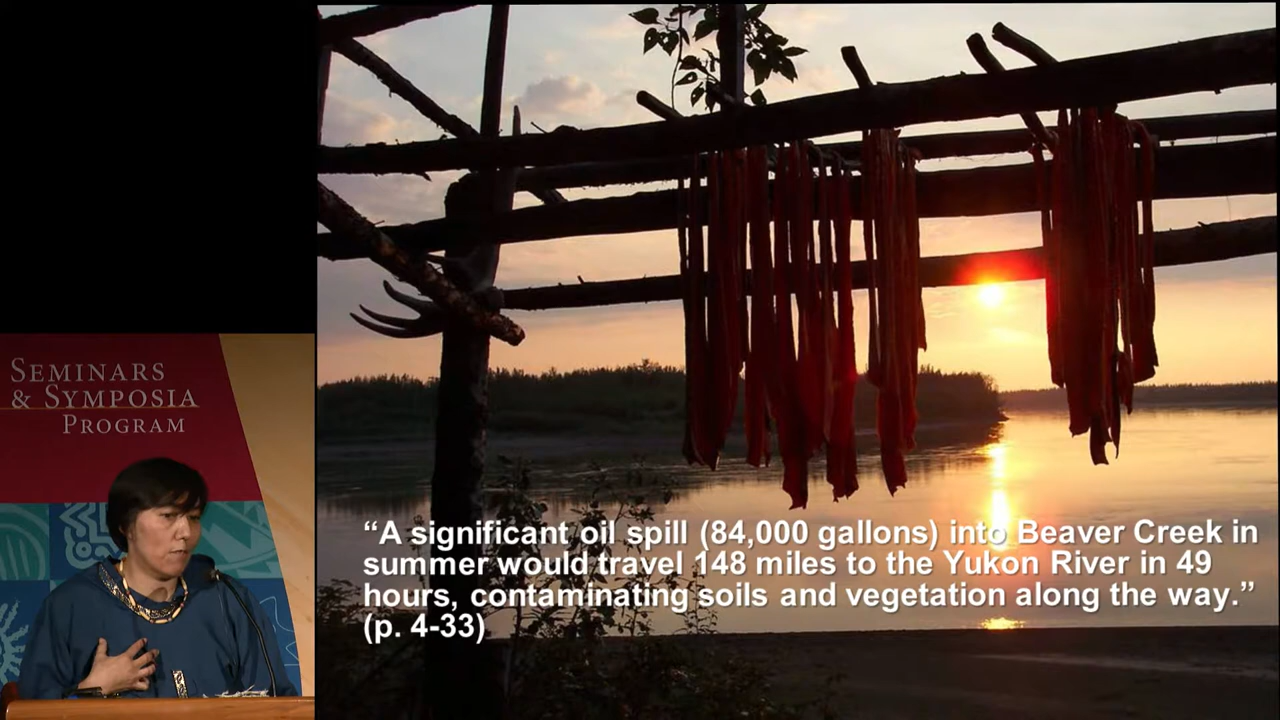 SEMINARS
& SYMPOSIA
PROGRAM
“A significant oil spill (84,000 gallons) into Beaver Creek in
summer would travel 148 miles to the Yukon River in 49
hours, contaminating soils and vegetation along the way.”
(p. 4-33)